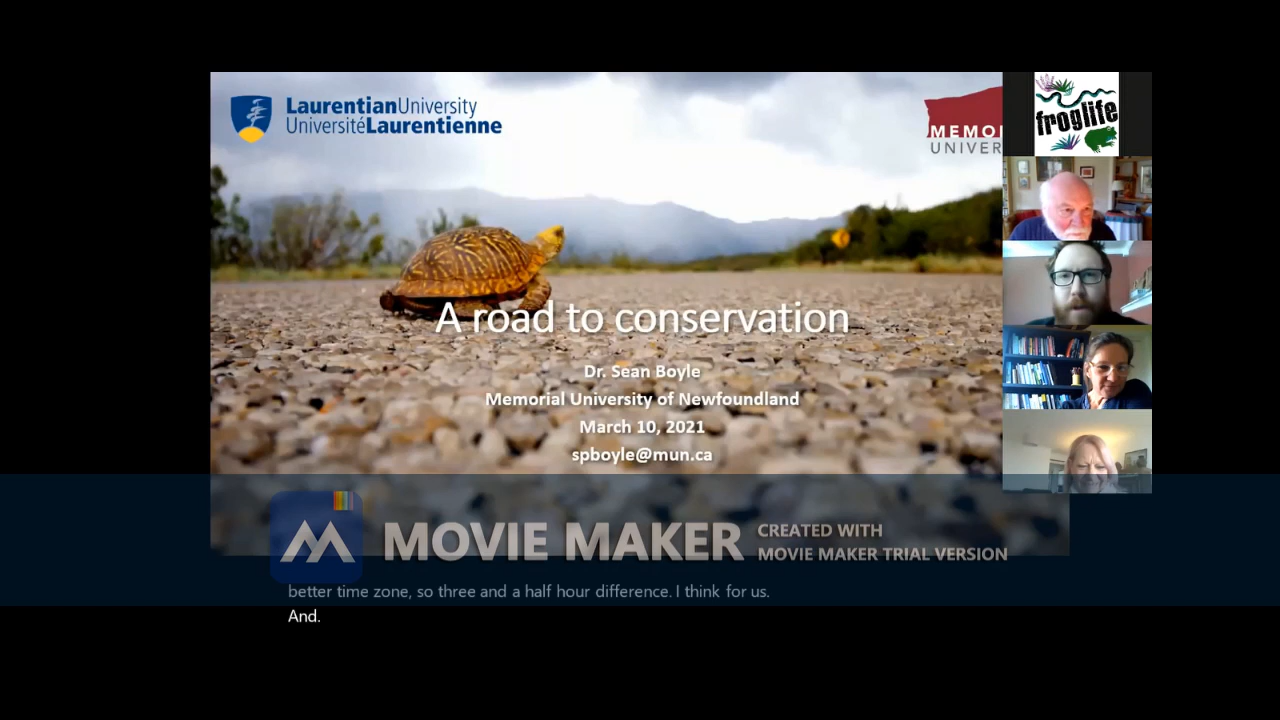 LaurentianUniversity
UniversitéLaurentienne
MEMO
UNIVER
froglife
A road to conservation
Dr. Sean Boyle
Memorial University of Newfoundland
March 10, 2021
spboyle@mun.ca
MOVIE MAKER
CREATED WITH
MOVIE MAKER TRIAL VERSION
better time zone, so three and a half hour difference. I think for us.
And.